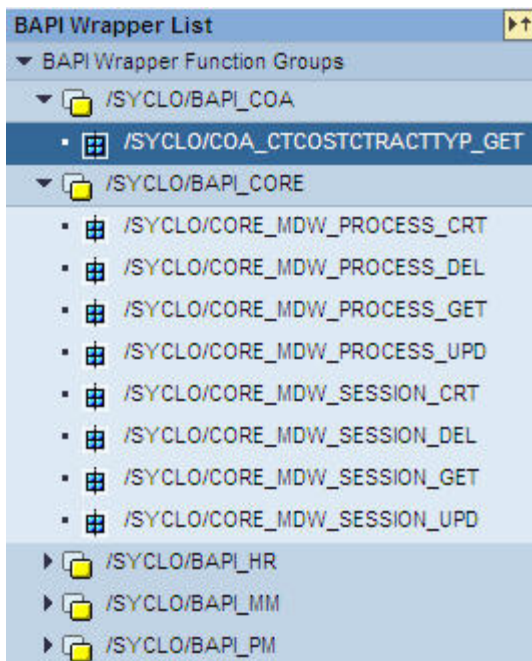 BAPI Wrapper List
BAPI Wrapper Function Groups
/SYCLO/BAPI_COA
/SYCLO/COA_CTCOSTCTRACTTYP_GET
/SYCLO/BAPI_CORE
/SYCLO/CORE_MDW_PROCESS_CRT
/SYCLO/CORE_MDW_PROCESS_DEL
/SYCLO/CORE_MDW_PROCESS_GET
/SYCLO/CORE_MDW_PROCESS_UPD
/SYCLO/CORE_MDW_SESSION_CRT
/SYCLO/CORE_MDW_SESSION_DEL
/SYCLO/CORE_MDW_SESSION_GET
/SYCLO/CORE_MDW_SESSION_UPD
/SYCLO/BAPI_HR
/SYCLO/BAPI_MM
/SYCLO/BAPI_PM